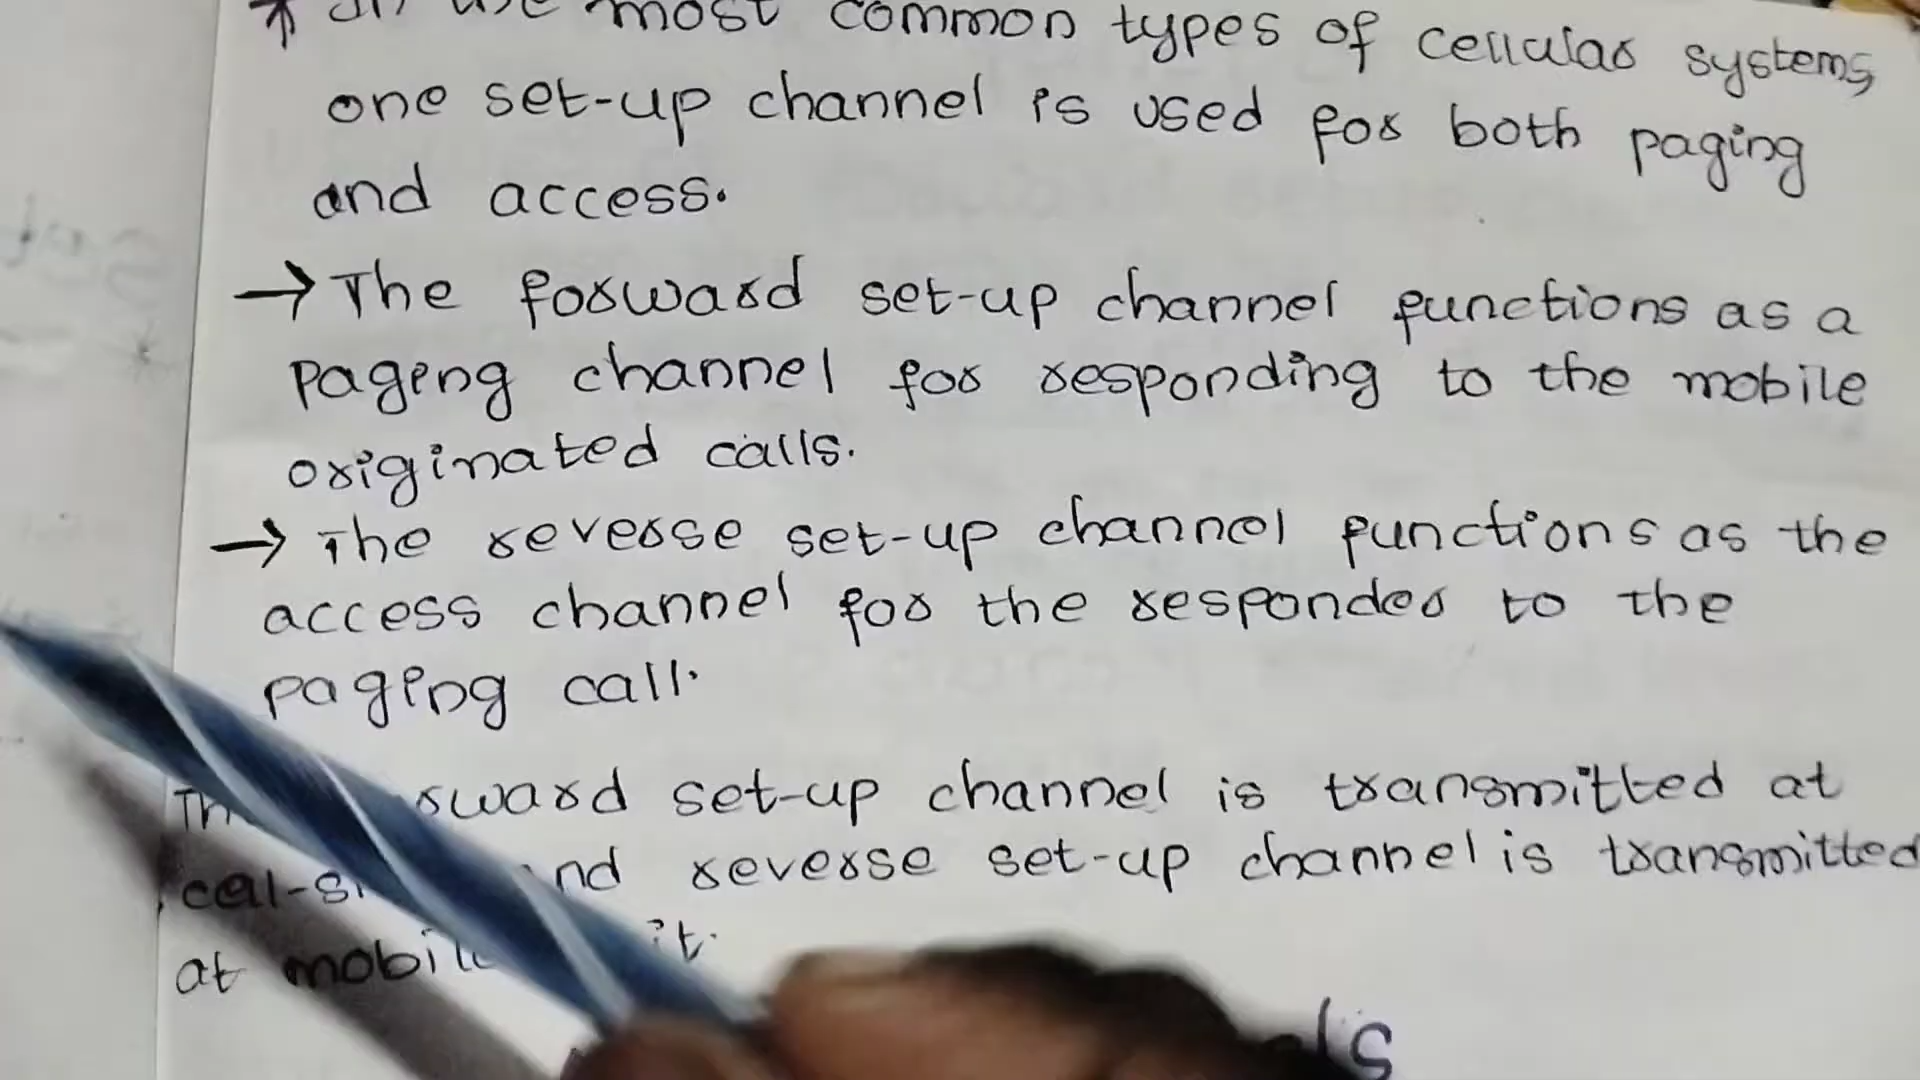 most common types of cellular systems,
one set-up channel is used for both paging
and access.
→ The forward set-up channel functions as a
paging channel for responding to the mobile
originated calls.
→ The reverse set-up channel functions as the
access channel for the responder to the
paging call.
set-up channel is transmitted at
reverse set-up channel is transmitted
at